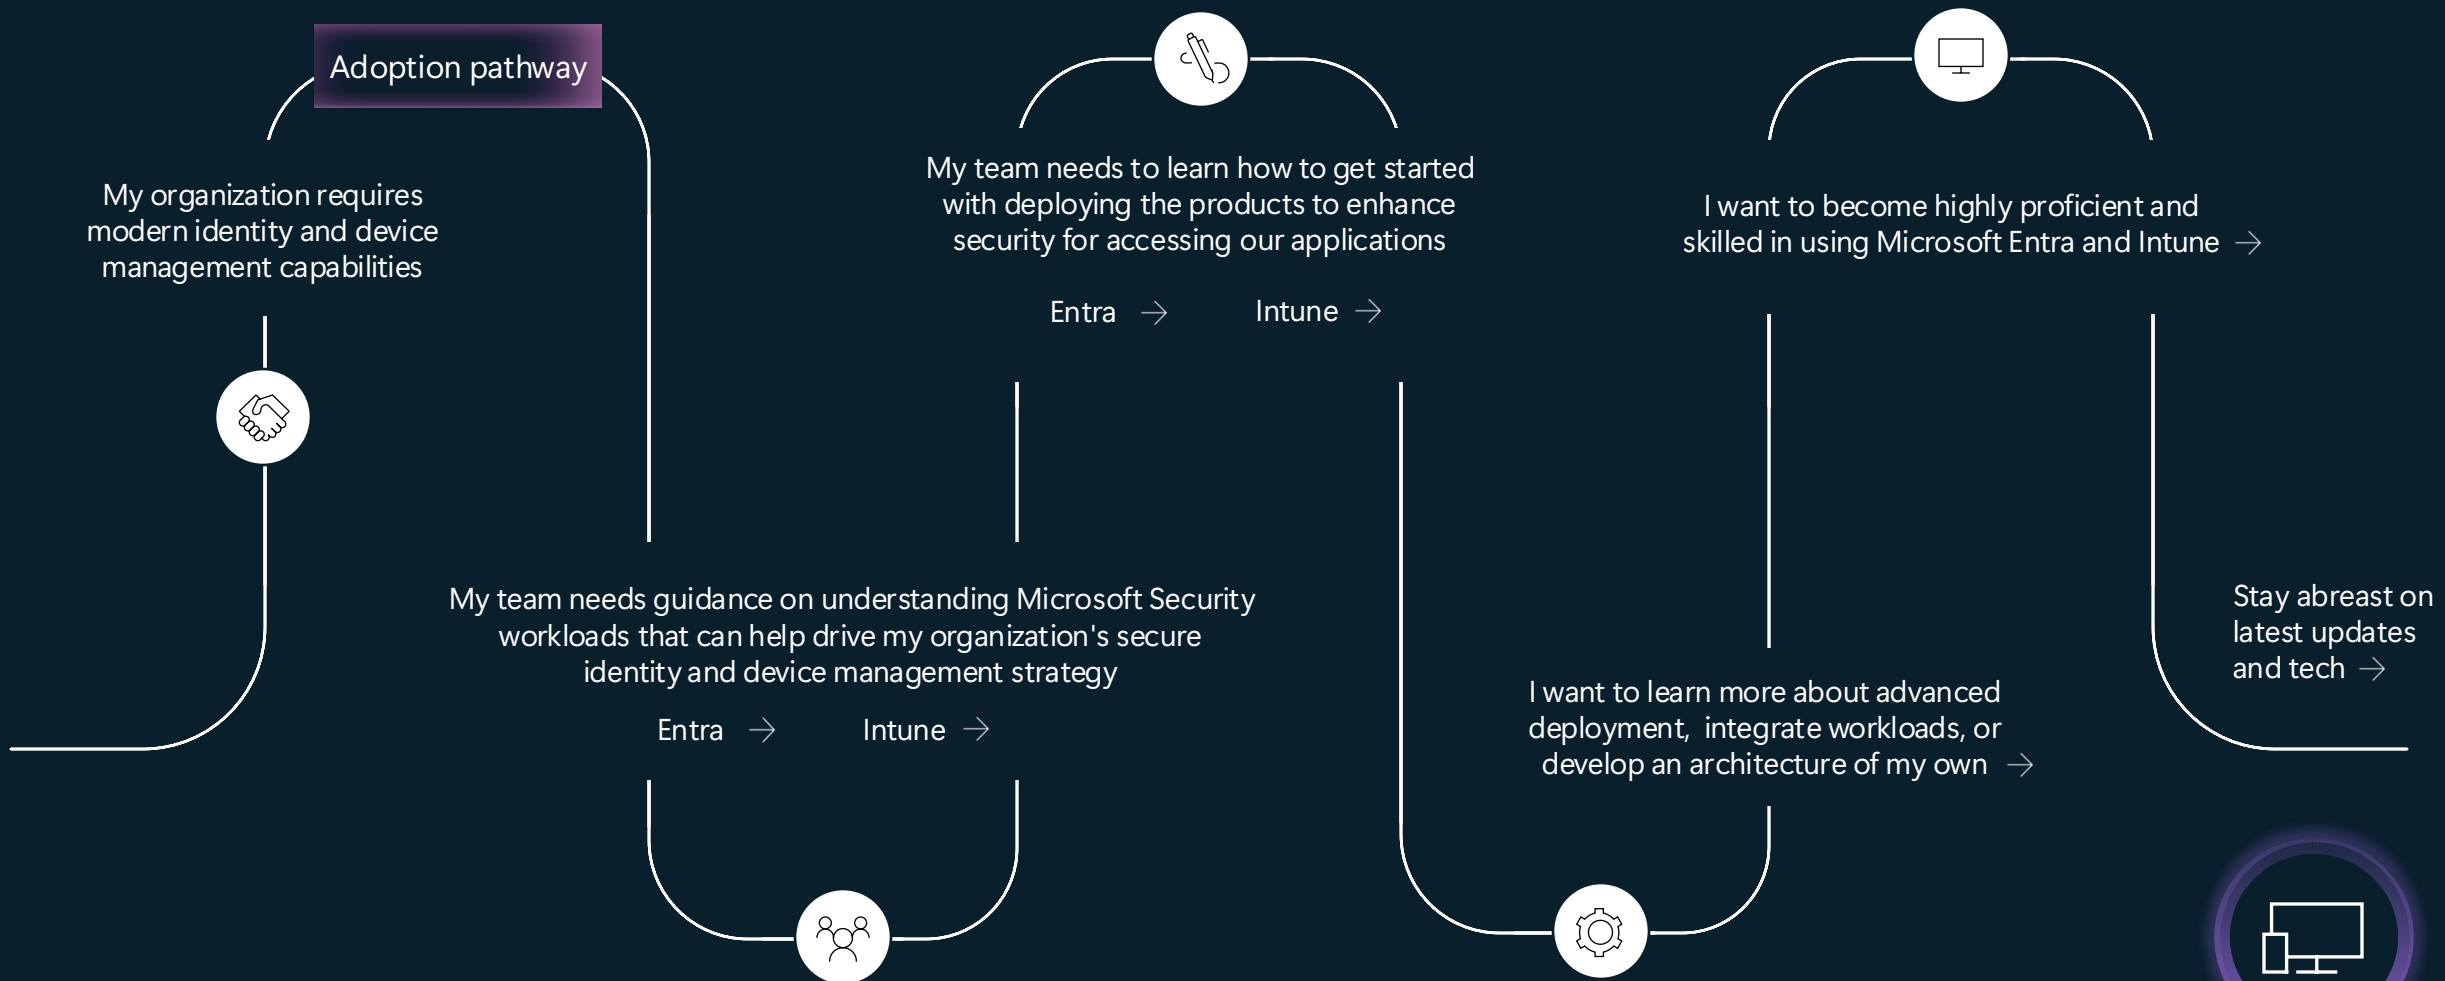 Adoption pathway
My organization requires
modern identity and device
management capabilities
My team needs guidance on understanding Microsoft Security
workloads that can help drive my organization's secure
identity and device management strategy
Entra → Intune →
My team needs to learn how to get started
with deploying the products to enhance
security for accessing our applications
Entra → Intune →
I want to learn more about advanced
deployment, integrate workloads, or
develop an architecture of my own →
I want to become highly proficient and
skilled in using Microsoft Entra and Intune →
Stay abreast on
latest updates
and tech →